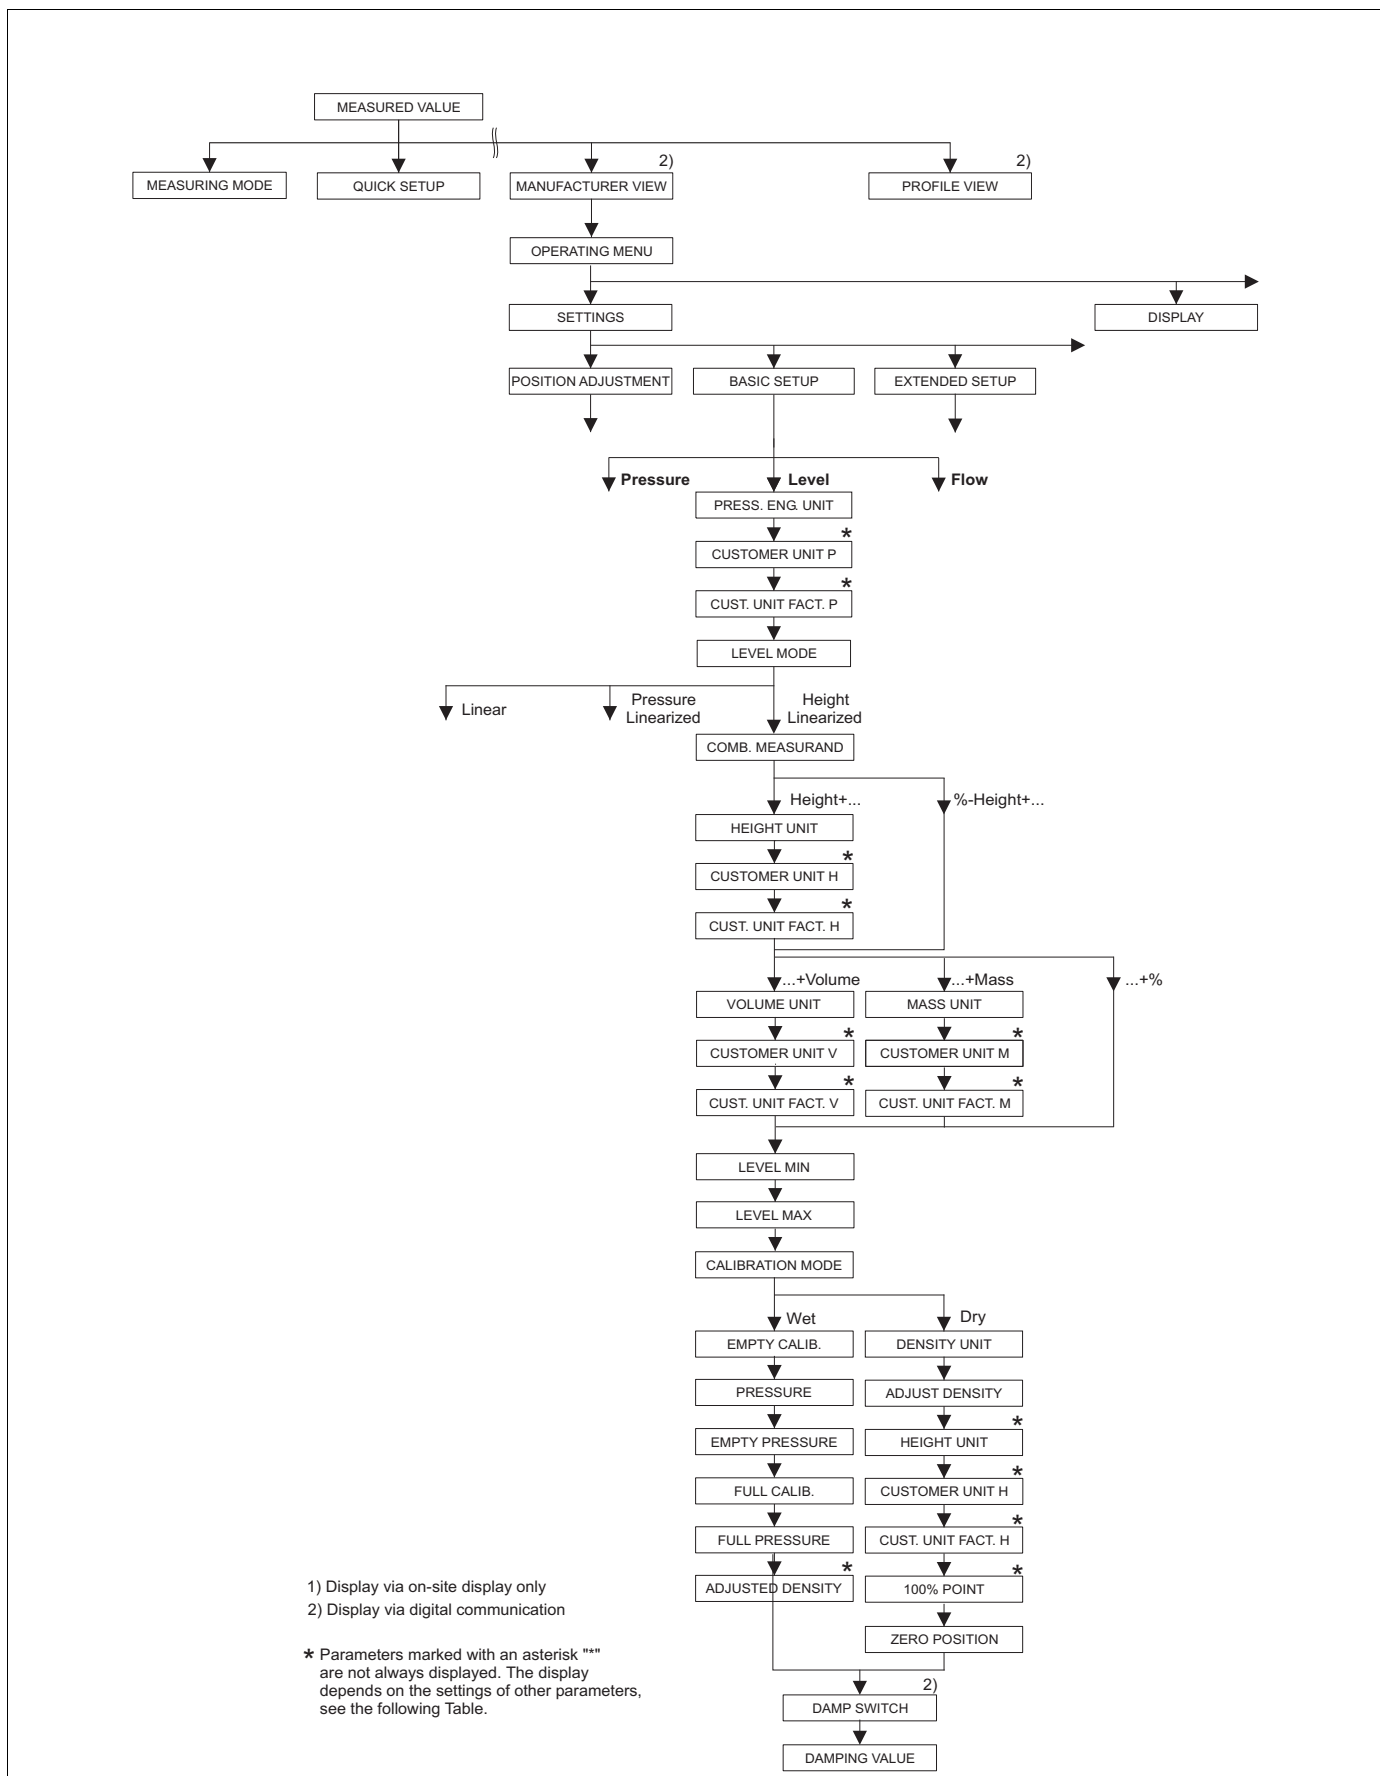 MEASURED VALUE
2)
2)
MEASURING MODE
QUICK SETUP
MANUFACTURER VIEW
PROFILE VIEW
OPERATING MENU
SETTINGS
DISPLAY
POSITION ADJUSTMENT
BASIC SETUP
EXTENDED SETUP
Pressure
Level
Flow
PRESS. ENG. UNIT
*
CUSTOMER UNIT P
*
CUST. UNIT FACT. P
LEVEL MODE
Linear
Pressure
Linearized
Height
Linearized
COMB. MEASURAND
Height+...
%-Height+...
HEIGHT UNIT
*
CUSTOMER UNIT H
*
CUST. UNIT FACT. H
...+Volume
...+Mass
...+%
VOLUME UNIT
MASS UNIT
*
*
CUSTOMER UNIT V
CUSTOMER UNIT M
*
*
CUST. UNIT FACT. V
CUST. UNIT FACT. M
LEVEL MIN
LEVEL MAX
CALIBRATION MODE
Wet
Dry
EMPTY CALIB.
DENSITY UNIT
PRESSURE
ADJUST DENSITY
*
EMPTY PRESSURE
HEIGHT UNIT
*
FULL CALIB.
CUSTOMER UNIT H
*
FULL PRESSURE
CUST. UNIT FACT. H
*
*
ADJUSTED DENSITY
100% POINT
ZERO POSITION
2)
DAMP SWITCH
DAMPING VALUE
1) Display via on-site display only
2) Display via digital communication
* Parameters marked with an asterisk "*"
are not always displayed. The display
depends on the settings of other parameters,
see the following Table.